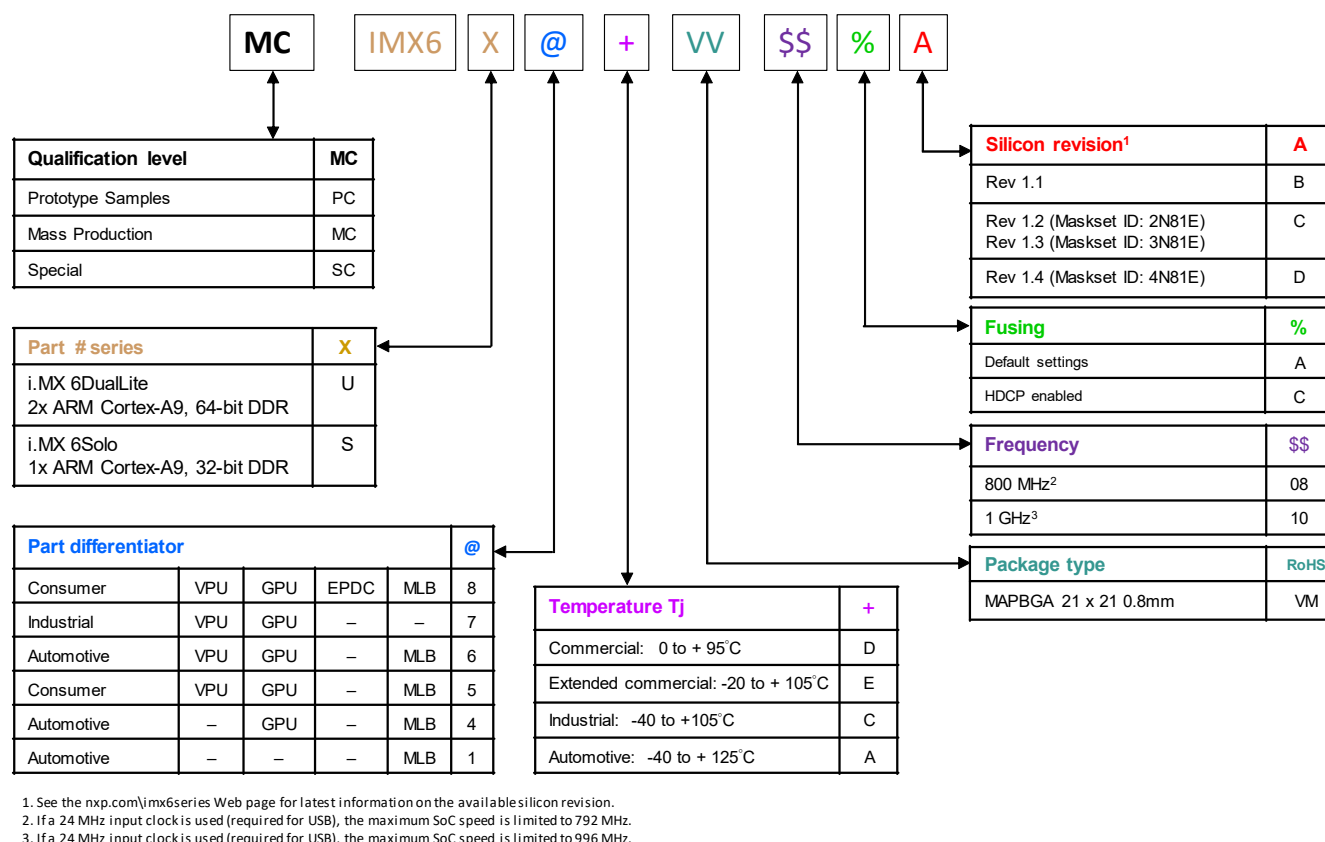 MC IMX6 X @ + VV $$ % A
Qualification level MC
Prototype Samples PC
Mass Production MC
Special SC
Part # series X
i.MX 6DualLite U
2x ARM Cortex-A9, 64-bit DDR
i.MX 6Solo S
1x ARM Cortex-A9, 32-bit DDR
Part differentiator @
Consumer VPU GPU EPDC MLB 8
Industrial VPU GPU – – 7
Automotive VPU GPU – MLB 6
Consumer VPU GPU – MLB 5
Automotive – GPU – MLB 4
Automotive – – – MLB 1
Temperature Tj +
Commercial: 0 to + 95°C D
Extended commercial: -20 to + 105°C E
Industrial: -40 to +105°C C
Automotive: -40 to + 125°C A
Silicon revision1 A
Rev 1.1 B
Rev 1.2 (Maskset ID: 2N81E) C
Rev 1.3 (Maskset ID: 3N81E)
Rev 1.4 (Maskset ID: 4N81E) D
Fusing %
Default settings A
HDCP enabled C
Frequency $$
800 MHz2 08
1 GHz3 10
Package type RoHS
MAPBGA 21 x 21 0.8mm VM
1. See the nxp.com\imx6series Web page for latest information on the available silicon revision.
2. If a 24 MHz input clock is used (required for USB), the maximum SoC speed is limited to 792 MHz.
3. If a 24 MHz input clock is used (required for USB), the maximum SoC speed is limited to 996 MHz.